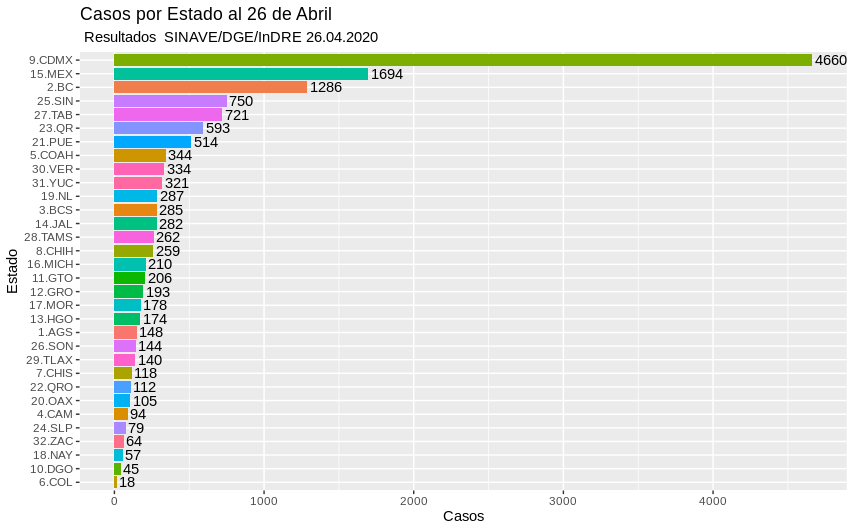 Casos por Estado al 26 de Abril
Resultados  SINAVE/DGE/InDRE 26.04.2020
Estado
9.CDMX 4660
15.MEX 1694
2.BC 1286
25.SIN 750
27.TAB 721
23.QR 593
21.PUE 514
5.COAH 344
30.VER 334
31.YUC 321
19.NL 287
3.BCS 285
14.JAL 282
28.TAMS 262
8.CHIH 259
16.MICH 210
11.GTO 206
12.GRO 193
17.MOR 178
13.HGO 174
1.AGS 148
26.SON 144
29.TLAX 140
7.CHIS 118
22.QRO 112
20.OAX 105
4.CAM 94
24.SLP 79
32.ZAC 64
18.NAY 57
10.DGO 45
6.COL 18
0 1000 2000 3000 4000
Casos